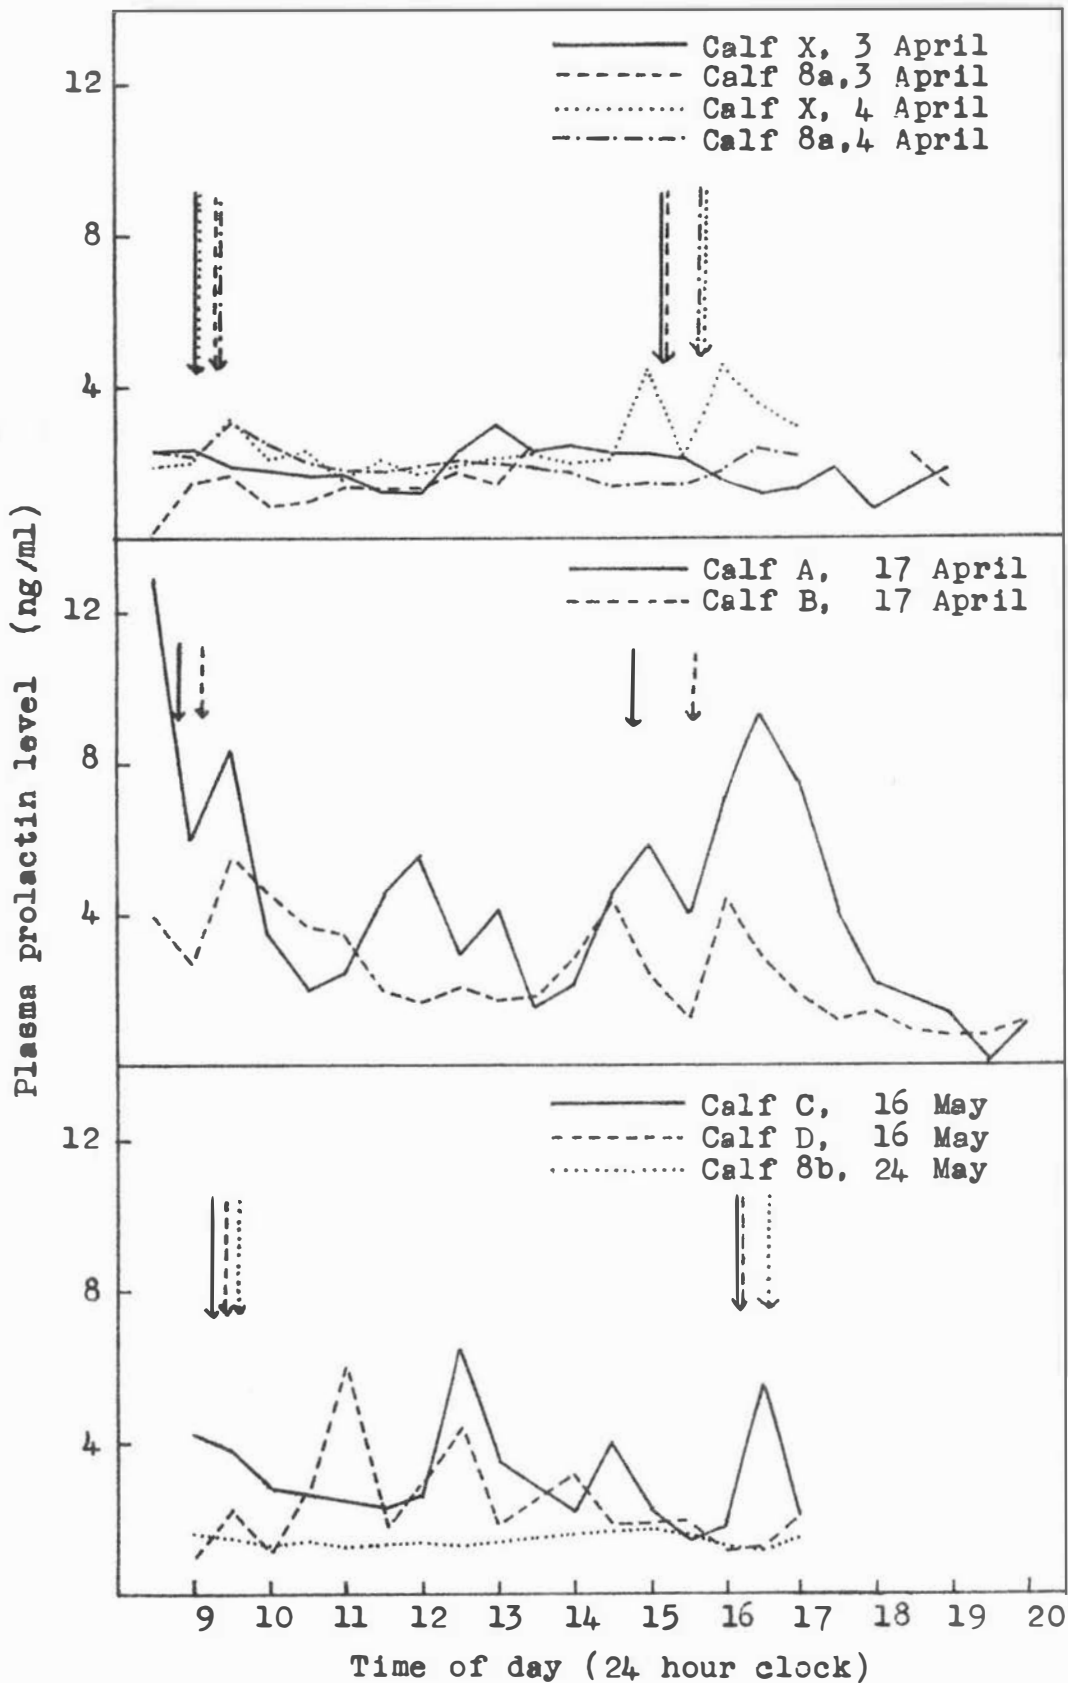 Plasma prolactin level (ng/ml)
Calf X, 3 April
Calf 8a,3 April
Calf X, 4 April
Calf 8a,4 April
12
8
4
Calf A, 17 April
Calf B, 17 April
12
8
4
Calf C, 16 May
Calf D, 16 May
Calf 8b, 24 May
12
8
4
9 10 11 12 13 14 15 16 17 18 19 20
Time of day (24 hour clock)